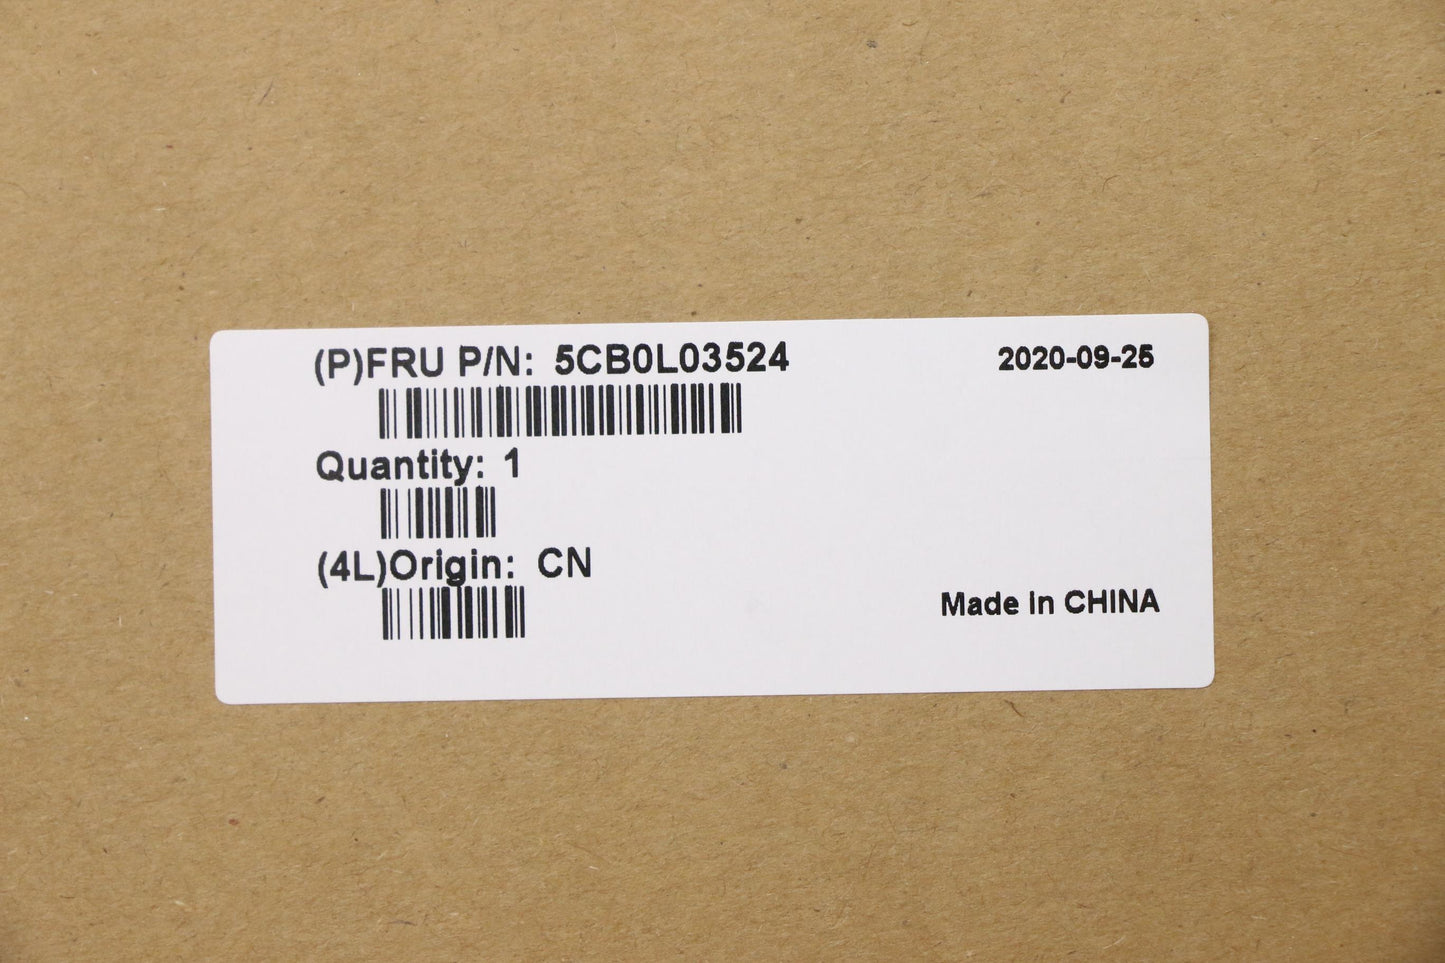 (P)FRU P/N: 5CB0L03524
2020-09-25
Quantity: 1
(4L)Origin: CN
Made in CHINA